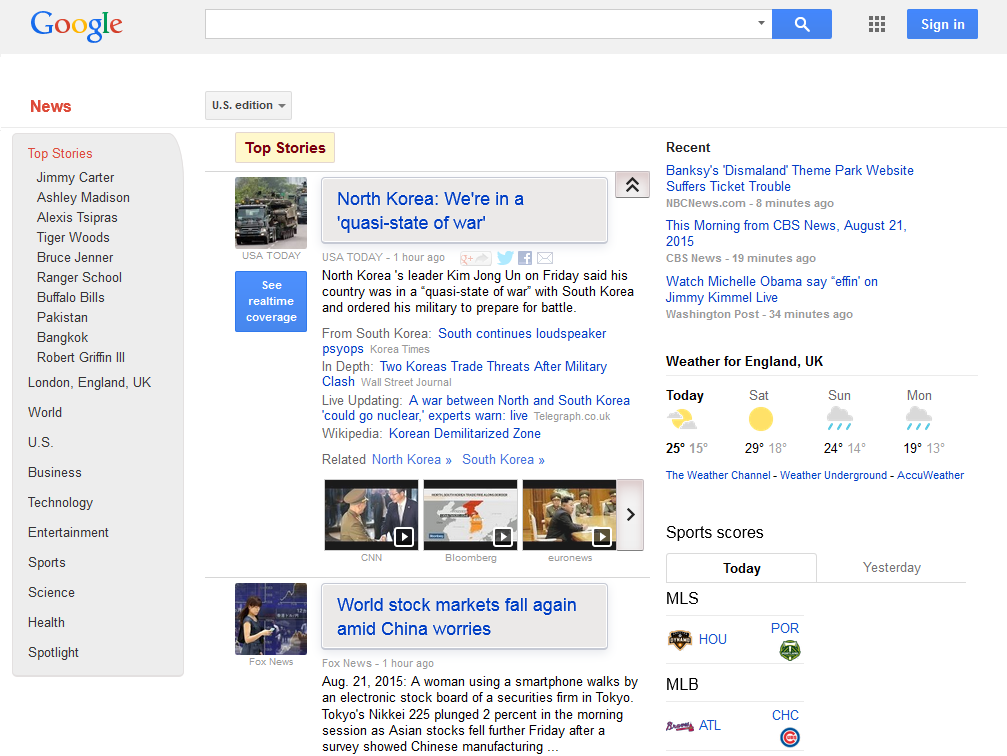 Google
Sign in
News
U.S. edition
Top Stories
Jimmy Carter
Ashley Madison
Alexis Tsipras
Tiger Woods
Bruce Jenner
Ranger School
Buffalo Bills
Pakistan
Bangkok
Robert Griffin III
London, England, UK
World
U.S.
Business
Technology
Entertainment
Sports
Science
Health
Spotlight
Top Stories
USA TODAY
See
realtime
coverage
North Korea: We're in a
'quasi-state of war'
USA TODAY - 1 hour ago
North Korea 's leader Kim Jong Un on Friday said his
country was in a “quasi-state of war” with South Korea
and ordered his military to prepare for battle.
From South Korea: South continues loudspeaker
psyops Korea Times
In Depth: Two Koreas Trade Threats After Military
Clash Wall Street Journal
Live Updating: A war between North and South Korea
'could go nuclear,' experts warn: live Telegraph.co.uk
Wikipedia: Korean Demilitarized Zone
Related North Korea » South Korea »
CNN
Bloomberg
euronews
Fox News
World stock markets fall again
amid China worries
Fox News - 1 hour ago
Aug. 21, 2015: A woman using a smartphone walks by
an electronic stock board of a securities firm in Tokyo.
Tokyo's Nikkei 225 plunged 2 percent in the morning
session as Asian stocks fell further Friday after a
survey showed Chinese manufacturing ...
Recent
Banksy's 'Dismaland' Theme Park Website
Suffers Ticket Trouble
NBCNews.com - 8 minutes ago
This Morning from CBS News, August 21,
2015
CBS News - 19 minutes ago
Watch Michelle Obama say “effin' on
Jimmy Kimmel Live
Washington Post - 34 minutes ago
Weather for England, UK
Today Sat Sun Mon
25° 15° 29° 18° 24° 14° 19° 13°
The Weather Channel - Weather Underground - AccuWeather
Sports scores
Today Yesterday
MLS
HOU POR
MLB
ATL CHC